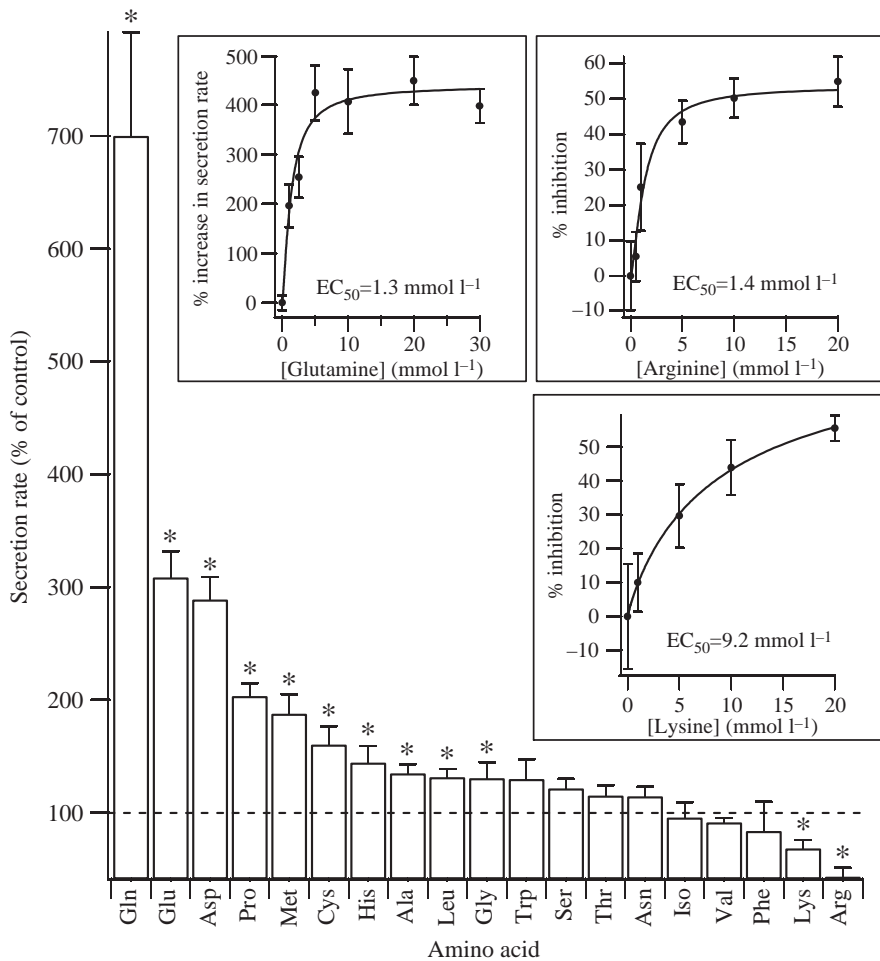 Secretion rate (% of control)
700
600
500
400
300
200
100
*
*
*
*
*
*
*
*
*
*
*
*
Gln
Glu
Asp
Pro
Met
Cys
His
Ala
Leu
Gly
Trp
Ser
Thr
Asn
Iso
Val
Phe
Lys
Arg
Amino acid
% increase in secretion rate
500
400
300
200
100
0
EC50=1.3 mmol l–1
0 10 20 30
[Glutamine] (mmol l–1)
% inhibition
60
50
40
30
20
10
0
–10
EC50=1.4 mmol l–1
0 5 10 15 20
[Arginine] (mmol l–1)
% inhibition
50
40
30
20
10
0
–10
EC50=9.2 mmol l–1
0 5 10 15 20
[Lysine] (mmol l–1)